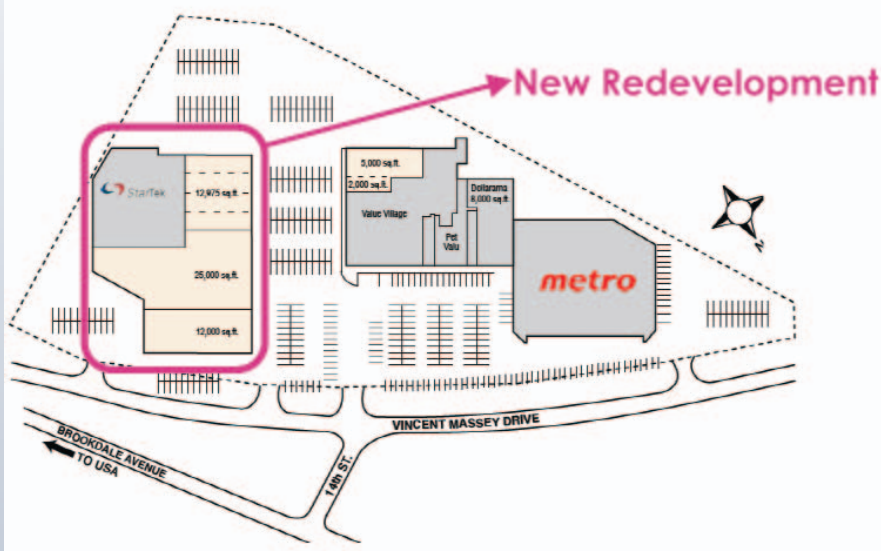 New Redevelopment
StarTek
12,975 sq.ft.
25,000 sq.ft.
12,000 sq.ft.
5,000 sq.ft.
2,000 sq.ft.
Value Village
Pet
Valu
Dollarama
8,000 sq.ft.
metro
N
VINCENT MASSEY DRIVE
BROOKDALE AVENUE
TO USA
14th ST.